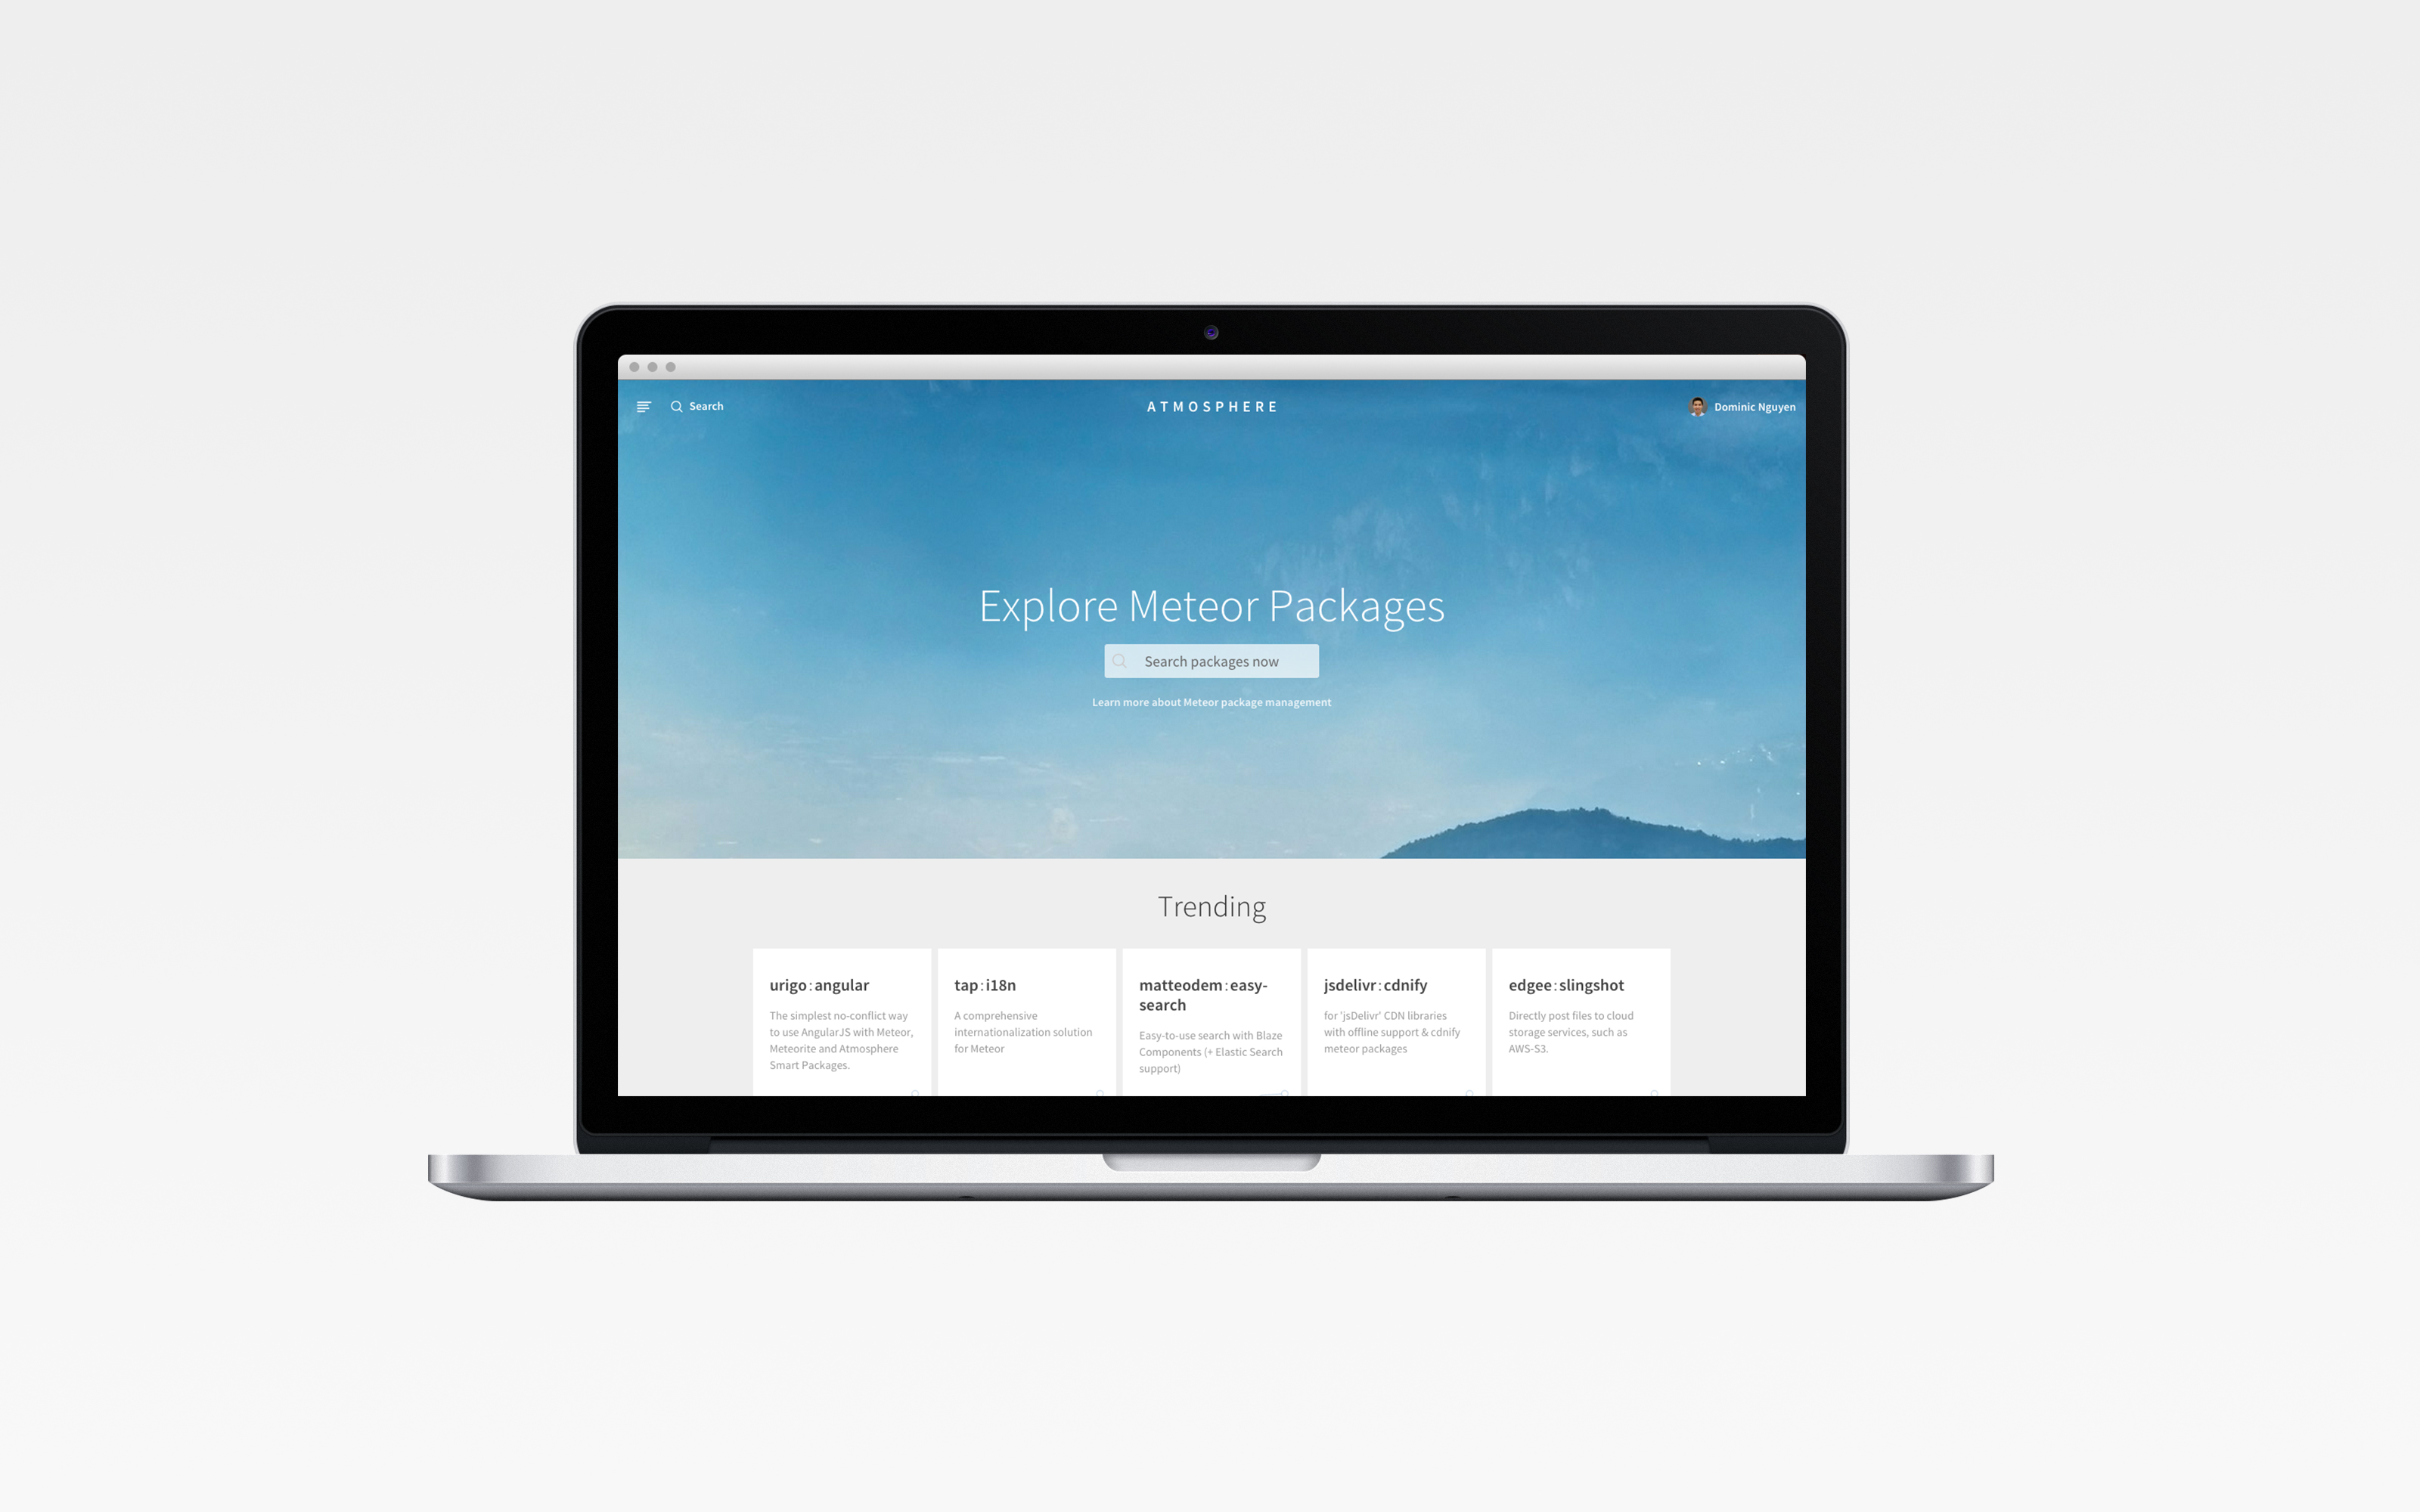 Search
ATMOSPHERE
Dominic Nguyen
Explore Meteor Packages
Search packages now
Learn more about Meteor package management
Trending
urigo:angular
The simplest no-conflict way
to use AngularJS with Meteor,
Meteorite and Atmosphere
Smart Packages.
tap:i18n
A comprehensive
internationalization solution
for Meteor
matteodem:easy-
search
Easy-to-use search with Blaze
Components (+ Elastic Search
support)
jsdelivr:cdnify
for 'jsDelivr' CDN libraries
with offline support & cdnify
meteor packages
edgee:slingshot
Directly post files to cloud
storage services, such as
AWS-S3.